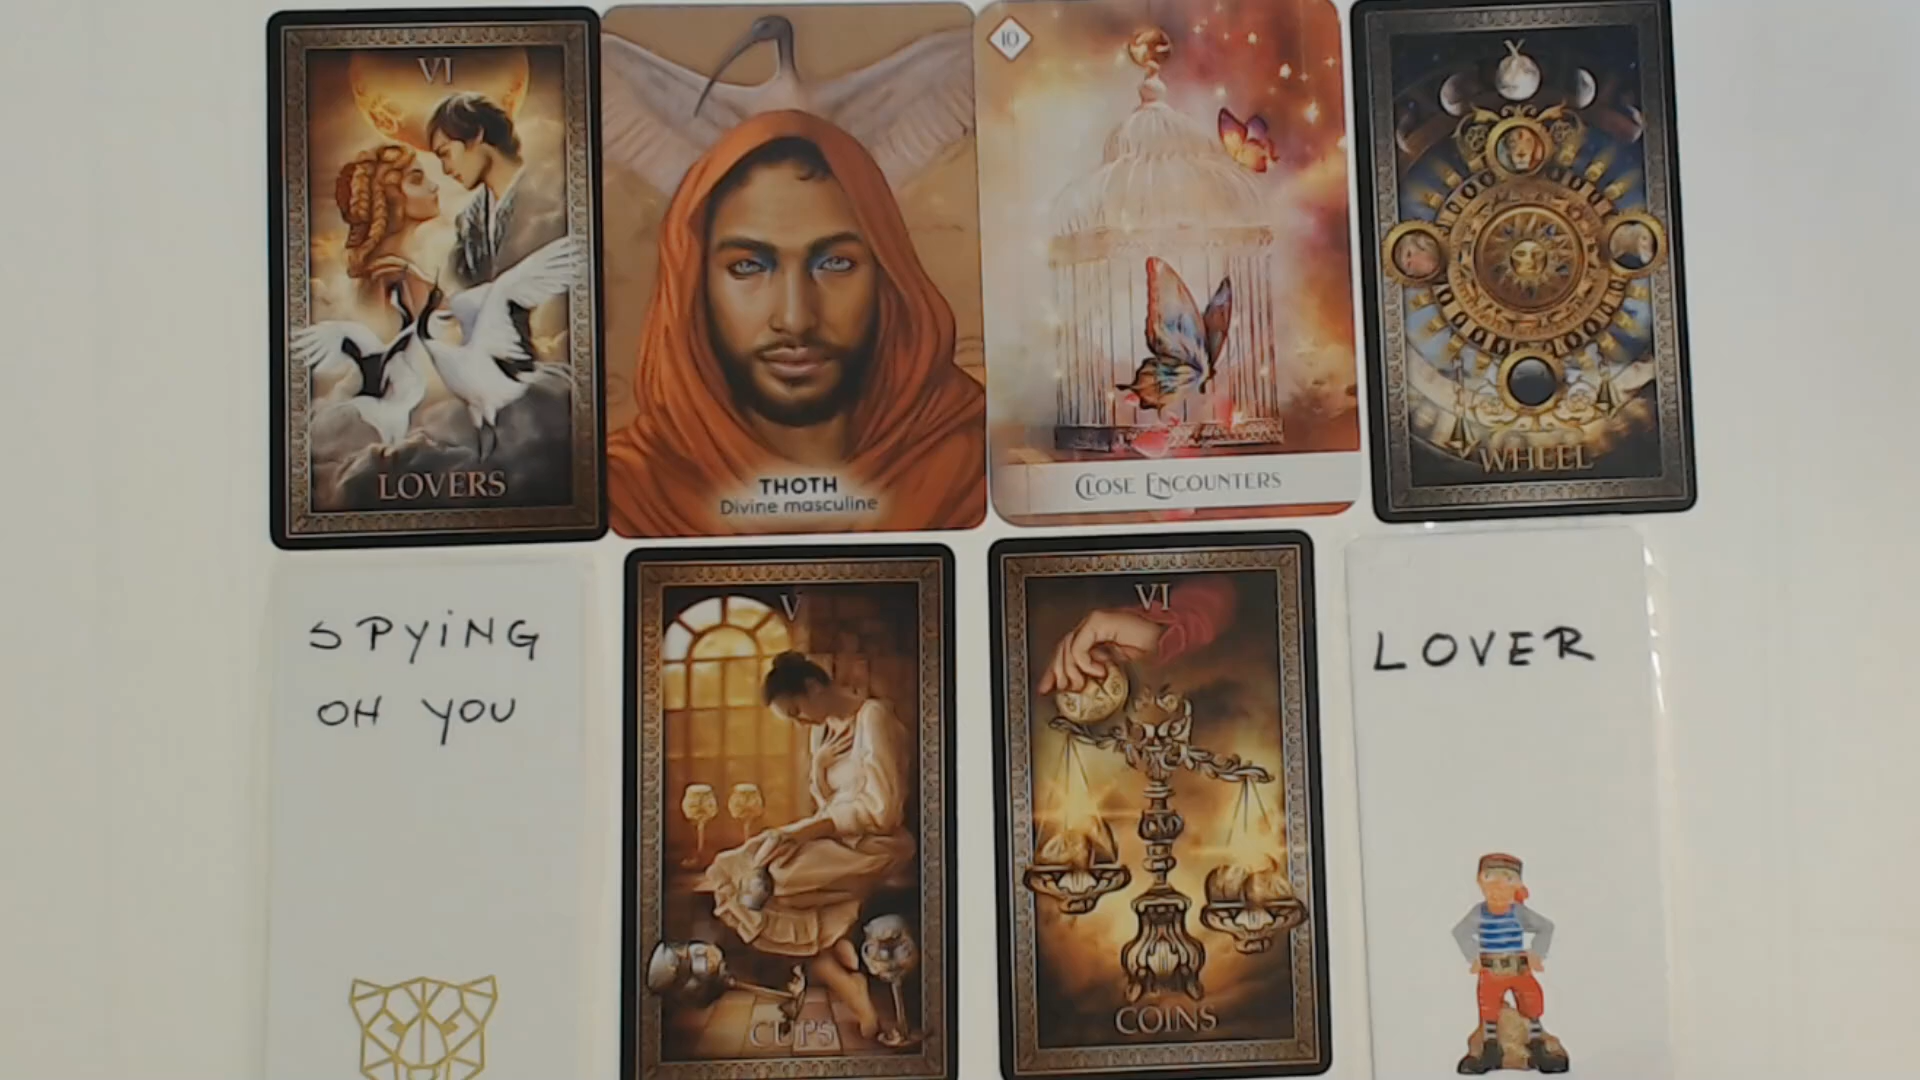 VI
LOVERS
THOTH
Divine masculine
10
CLOSE ENCOUNTERS
X
WHEEL
SPYiNG
OH YOU
V
CUPS
VI
COINS
LOVER